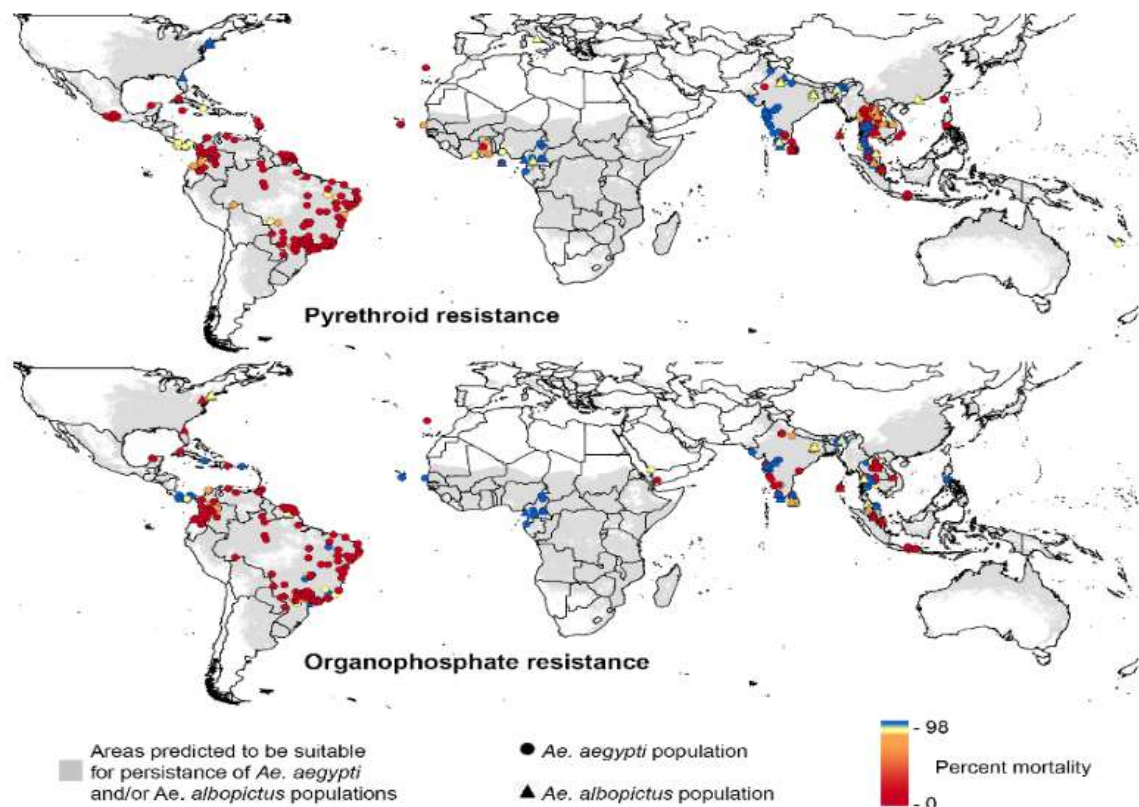 Pyrethroid resistance
Organophosphate resistance
Areas predicted to be suitable
for persistance of Ae. aegypti
and/or Ae. albopictus populations
Ae. aegypti population
Ae. albopictus population
- 98
Percent mortality
- 0